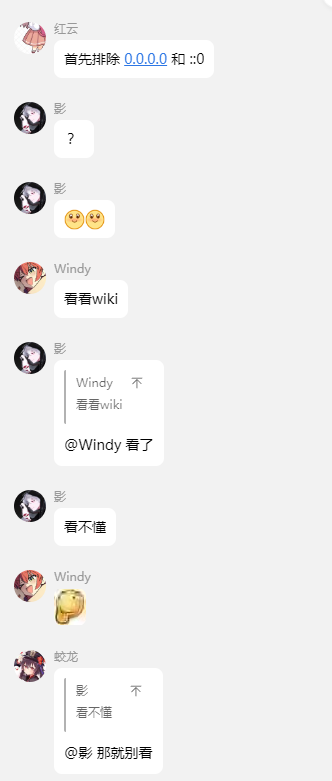 红云
首先排除 0.0.0.0 和 ::0
影
？
影
Windy
看看wiki
影
Windy 不
看看wiki
@Windy 看了
影
看不懂
Windy
蛟龙
影 不
看不懂
@影 那就别看